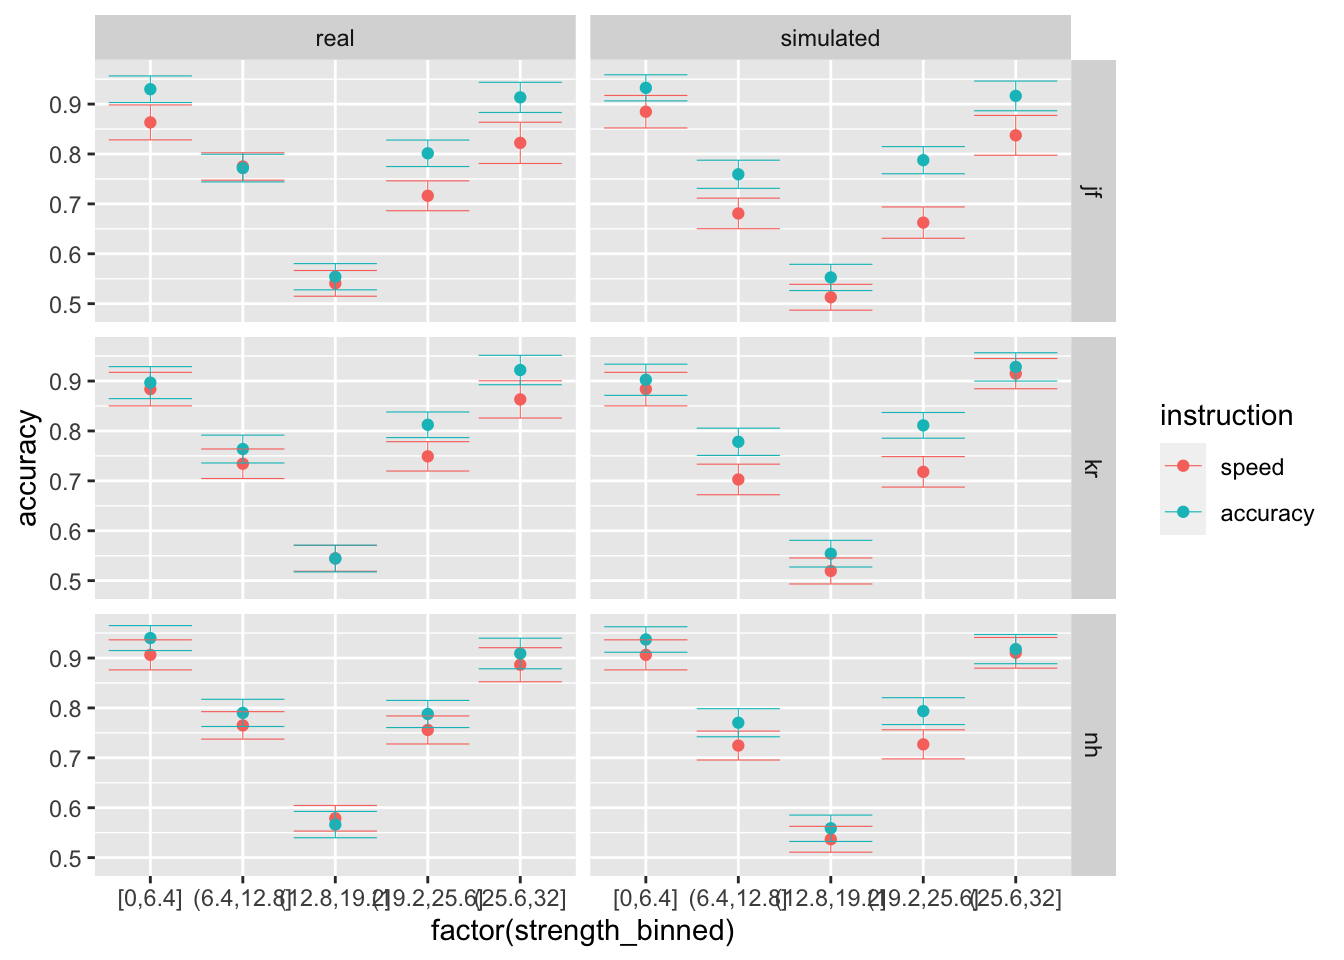 real simulated
0.9
0.8
0.7
0.6
0.5
jf
0.9
0.8
0.7
0.6
0.5
kr
0.9
0.8
0.7
0.6
0.5
nh
accuracy
[0,6.4] (6.4,12.8] (12.8,19.2] (19.2,25.6] (25.6,32] [0,6.4] (6.4,12.8] (12.8,19.2] (19.2,25.6] (25.6,32]
factor(strength_binned)
instruction
speed
accuracy